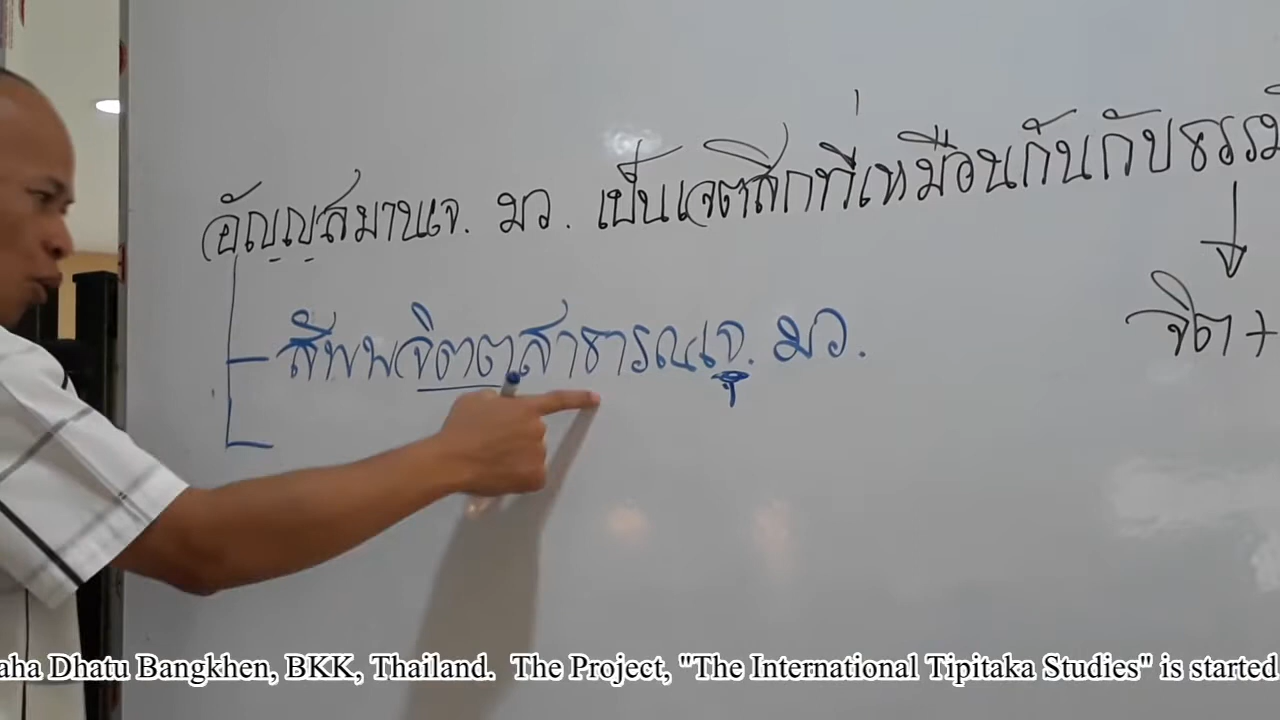 อัญฺญสมานเจ. มว. เป็นเจตสิกที่เหมือนกันกับธรรม
จิต +
สัพพจิตตสาธารณเจ. มว.
aha Dhatu Bangkhen, BKK, Thailand. The Project, "The International Tipitaka Studies" is started